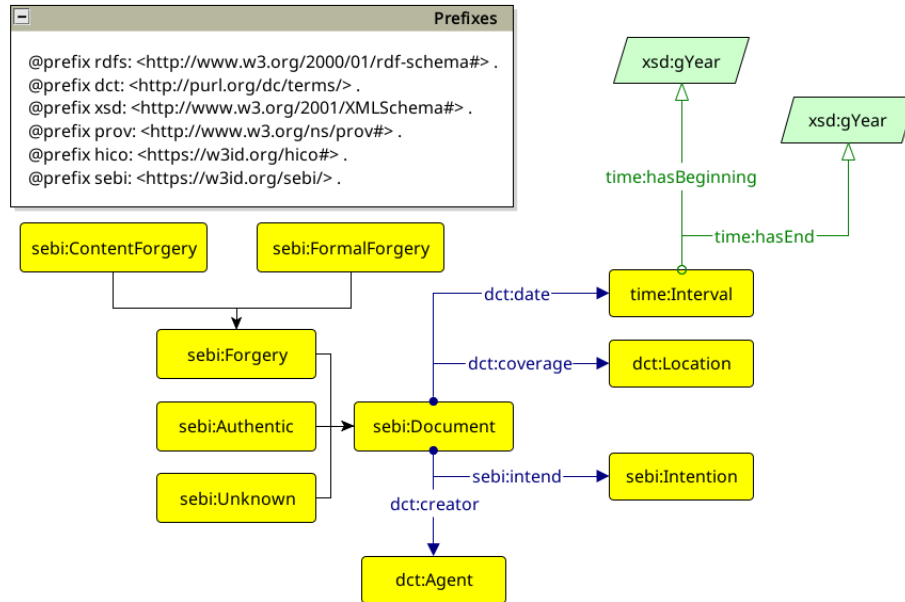 Prefixes
@prefix rdfs: <http://www.w3.org/2000/01/rdf-schema#> .
@prefix dct: <http://purl.org/dc/terms/> .
@prefix xsd: <http://www.w3.org/2001/XMLSchema#> .
@prefix prov: <http://www.w3.org/ns/prov#> .
@prefix hico: <https://w3id.org/hico#> .
@prefix sebi: <https://w3id.org/sebi/> .
xsd:gYear
xsd:gYear
time:hasBeginning
time:hasEnd
sebi:ContentForgery
sebi:FormalForgery
dct:date
time:Interval
sebi:Forgery
dct:coverage
dct:Location
sebi:Authentic
sebi:Document
sebi:intend
sebi:Intention
sebi:Unknown
dct:creator
dct:Agent